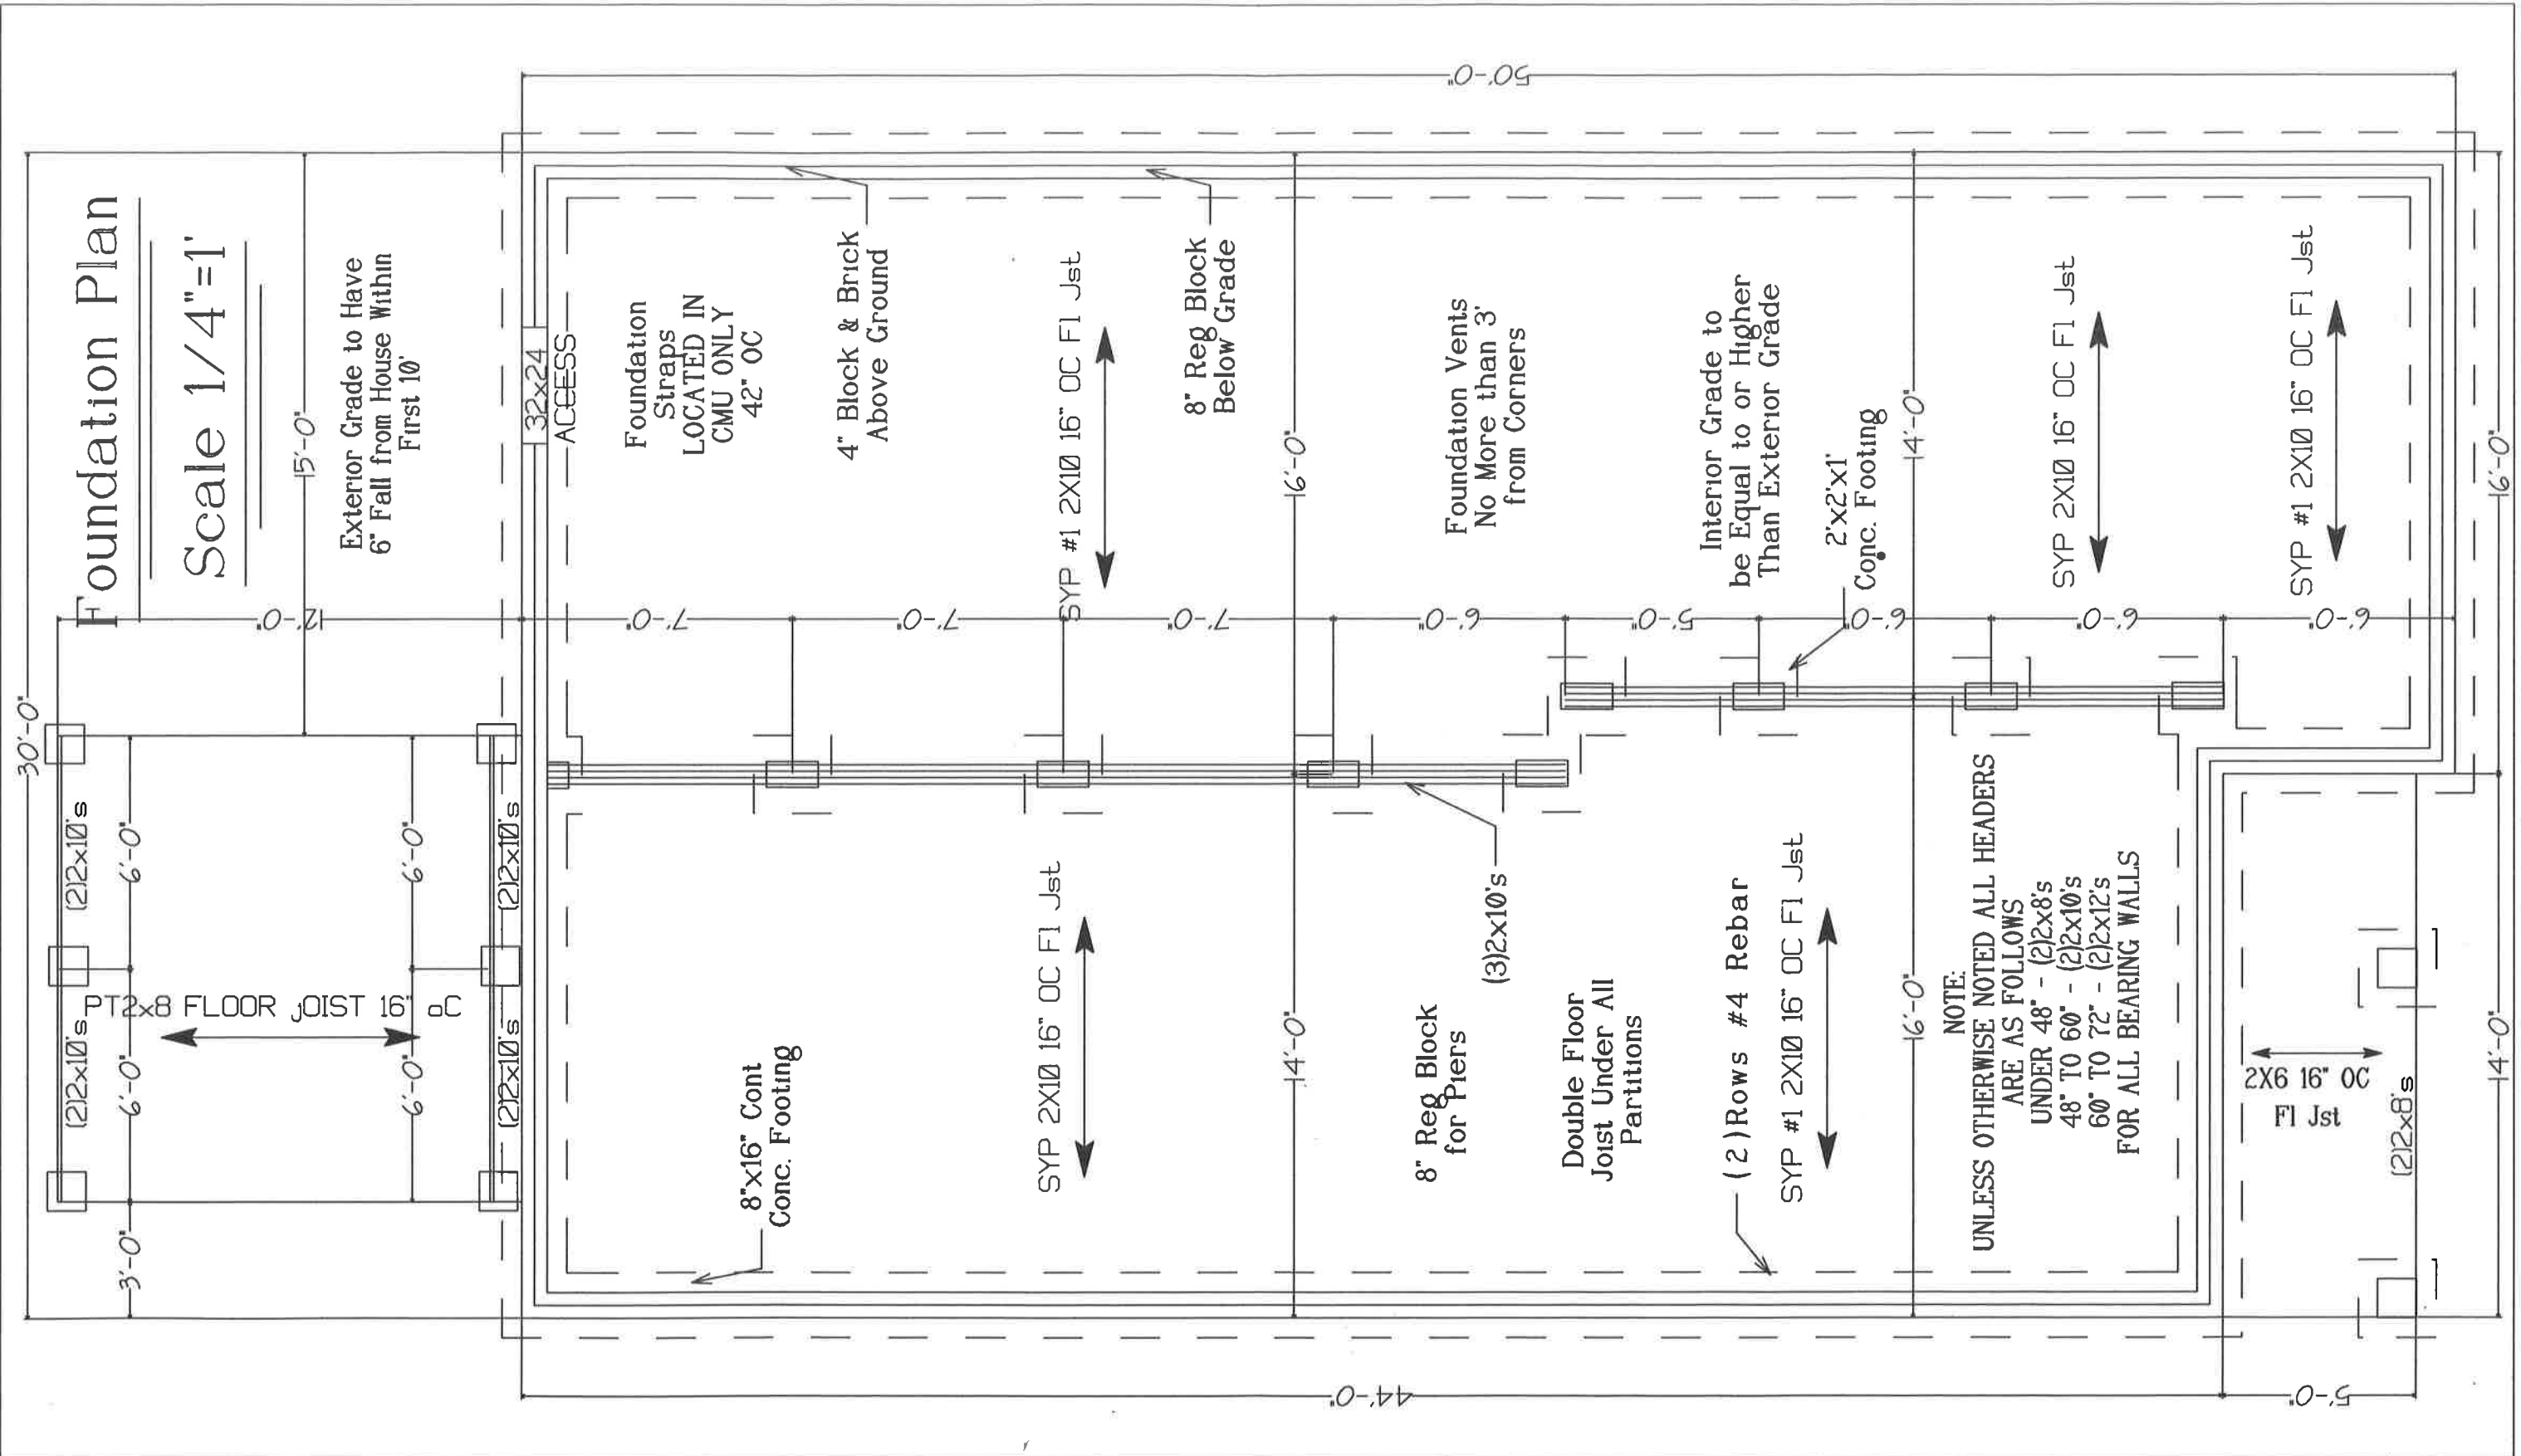 Foundation Plan
Scale 1/4"=1'
30'-0"
15'-0"
12'-0"
Exterior Grade to Have
6" Fall from House Within
First 10'
(2)2x10's
(2)2x10's
6'-0"
6'-0"
3'-0"
PT2x8 FLOOR jOIST 16" oC
6'-0"
6'-0"
(2)2x10's
(2)2x10's
50'-0"
32x24
ACCESS
Foundation
Straps
LOCATED IN
CMU ONLY
42" OC
4" Block & Brick
Above Ground
SYP #1 2X10 16" OC Fl Jst
8" Reg Block
Below Grade
16'-0"
Foundation Vents
No More than 3'
from Corners
Interior Grade to
be Equal to or Higher
Than Exterior Grade
2'x2'x1'
Conc. Footing
14'-0"
SYP 2X10 16" OC Fl Jst
SYP #1 2X10 16" OC Fl Jst
16'-0"
7'-0"
7'-0"
7'-0"
6'-0"
5'-0"
6'-0"
6'-0"
6'-0"
8"x16" Cont
Conc. Footing
SYP 2X10 16" OC Fl Jst
14'-0"
8" Reg Block
for Piers
(3)2x10's
Double Floor
Joist Under All
Partitions
(2)Rows #4 Rebar
SYP #1 2X10 16" OC Fl Jst
16'-0"
NOTE:
UNLESS OTHERWISE NOTED ALL HEADERS
ARE AS FOLLOWS
UNDER 48" - (2)2x8's
48" TO 60" - (2)2x10's
60" TO 72" - (2)2x12's
FOR ALL BEARING WALLS
2X6 16" OC
Fl Jst
(2)2x8's
14'-0"
44'-0"
5'-0"